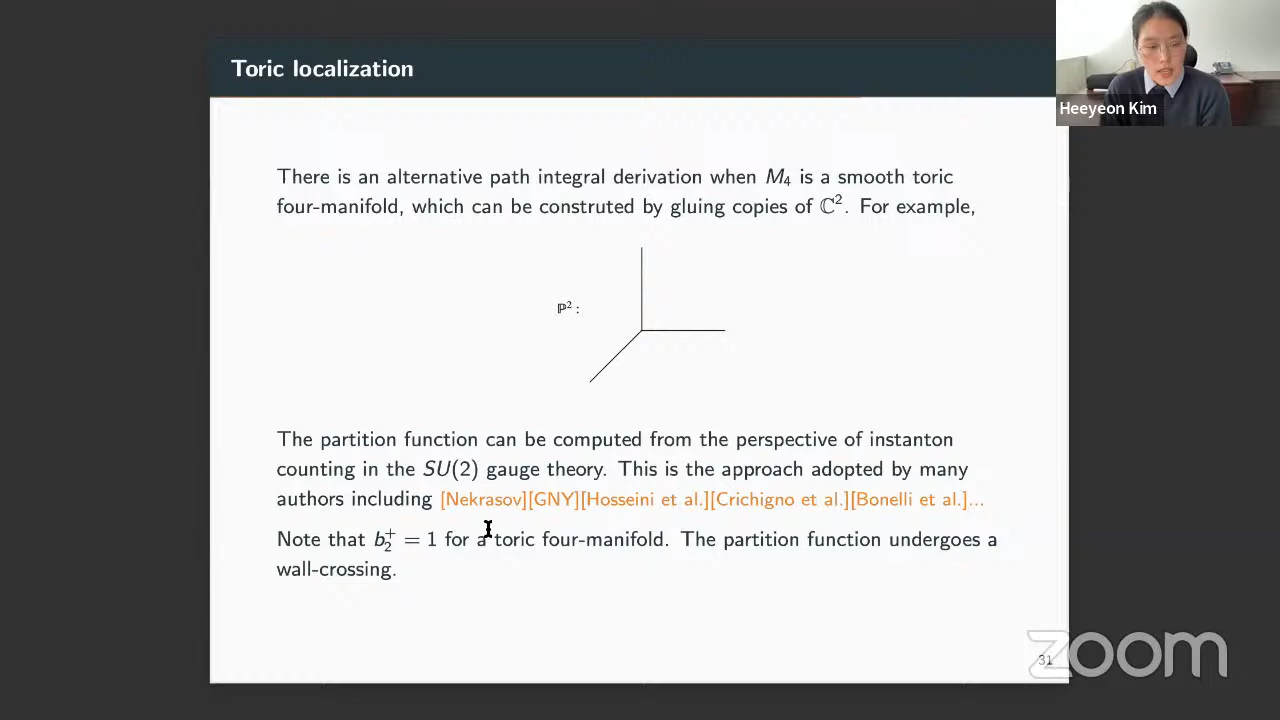 Toric localization
Heeyeon Kim
There is an alternative path integral derivation when M₄ is a smooth toric
four-manifold, which can be construted by gluing copies of ℂ². For example,
ℙ² :
The partition function can be computed from the perspective of instanton
counting in the SU(2) gauge theory. This is the approach adopted by many
authors including [Nekrasov][GNY][Hosseini et al.][Crichigno et al.][Bonelli et al.]...
Note that b₂⁺ = 1 for a toric four-manifold. The partition function undergoes a
wall-crossing.
31
zoom